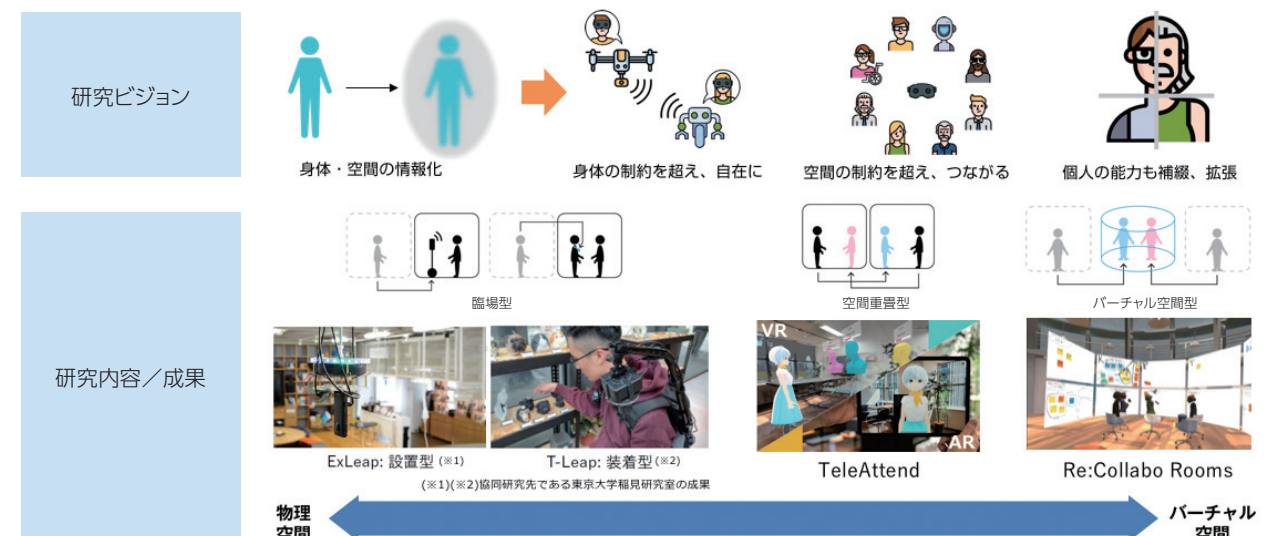 研究ビジョン
身体・空間の情報化
身体の制約を超え、自在に
空間の制約を超え、つながる
個人の能力も補綴、拡張
研究内容／成果
臨場型
空間重畳型
バーチャル空間型
VR
AR
ExLeap: 設置型 (※1)
T-Leap: 装着型 (※2)
TeleAttend
Re:Collabo Rooms
(※1)(※2)協同研究先である東京大学稲見研究室の成果
物理
空間
バーチャル
空間